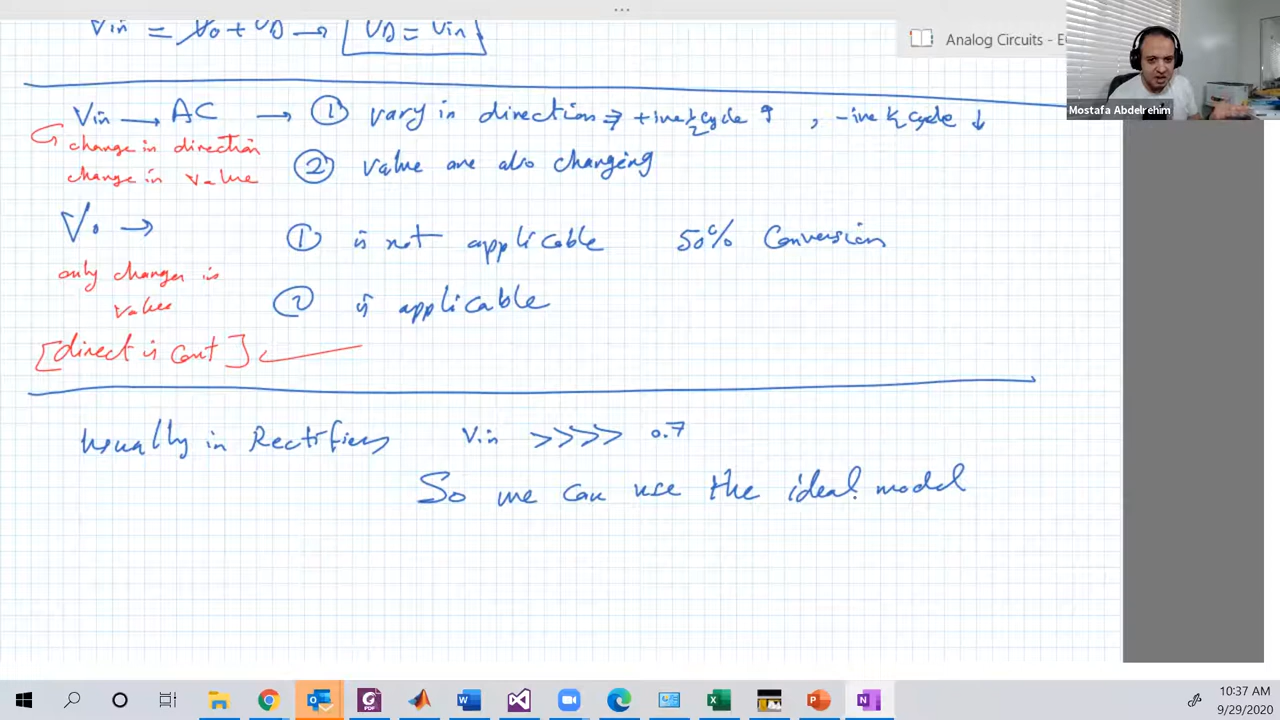 Vin = Vo + VD → VD = Vin
Analog Circuits - E
Mostafa Abdelrehim
Vin → AC → ① vary in direction ⇒ +ive ½ cycle ↑ , -ive ½ cycle ↓
change in direction
change in value
② value are also changing
Vo →
① is not applicable 50% Conversion
only changes in
values
② is applicable
[direct is cont]
Usually in Rectifiers Vin >>>> 0.7
So we can use the ideal model
10:37 AM
9/29/2020